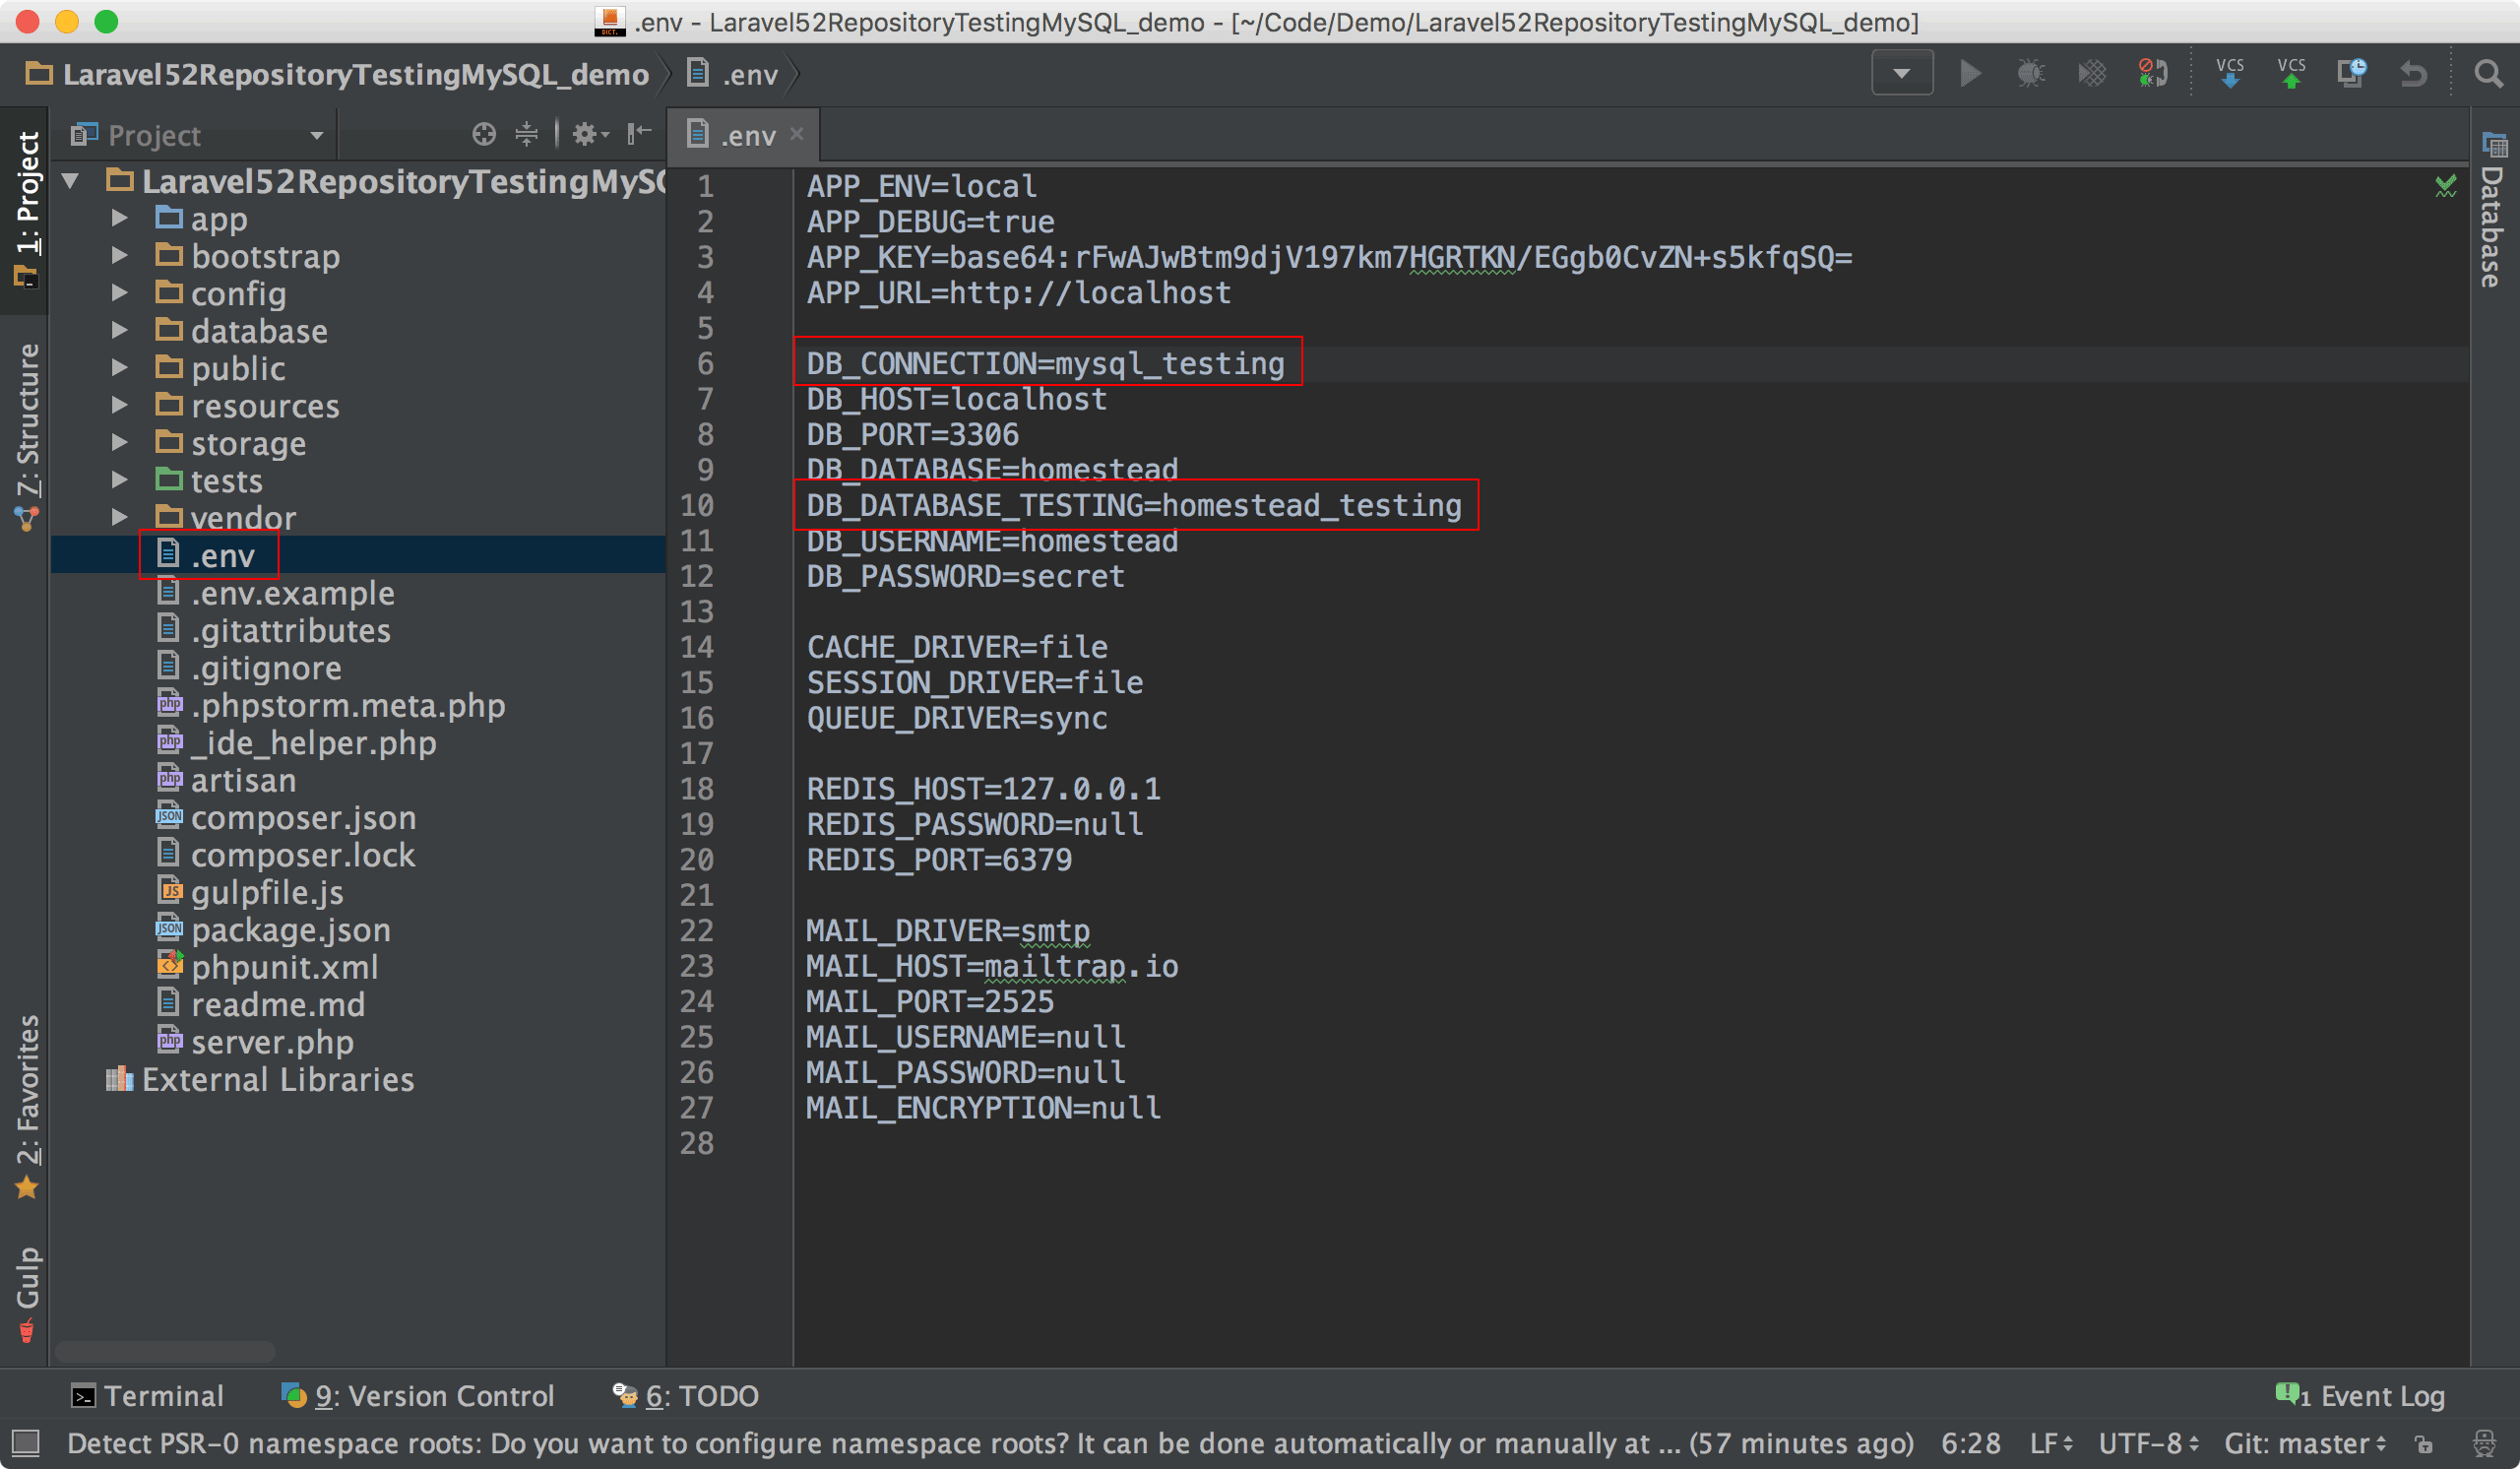 .env - Laravel52RepositoryTestingMySQL_demo - [~/Code/Demo/Laravel52RepositoryTestingMySQL_demo]
Laravel52RepositoryTestingMySQL_demo
.env
VCS
VCS
Project
.env
1: Project
7: Structure
2: Favorites
Gulp
Laravel52RepositoryTestingMySQ
app
bootstrap
config
database
public
resources
storage
tests
vendor
.env
.env.example
.gitattributes
.gitignore
.phpstorm.meta.php
_ide_helper.php
artisan
composer.json
composer.lock
gulpfile.js
package.json
phpunit.xml
readme.md
server.php
External Libraries
1 APP_ENV=local
2 APP_DEBUG=true
3 APP_KEY=base64:rFwAJwBtm9djV197km7HGRTKN/EGgb0CvZN+s5kfqSQ=
4 APP_URL=http://localhost
5
6 DB_CONNECTION=mysql_testing
7 DB_HOST=localhost
8 DB_PORT=3306
9 DB_DATABASE=homestead
10 DB_DATABASE_TESTING=homestead_testing
11 DB_USERNAME=homestead
12 DB_PASSWORD=secret
13
14 CACHE_DRIVER=file
15 SESSION_DRIVER=file
16 QUEUE_DRIVER=sync
17
18 REDIS_HOST=127.0.0.1
19 REDIS_PASSWORD=null
20 REDIS_PORT=6379
21
22 MAIL_DRIVER=smtp
23 MAIL_HOST=mailtrap.io
24 MAIL_PORT=2525
25 MAIL_USERNAME=null
26 MAIL_PASSWORD=null
27 MAIL_ENCRYPTION=null
28
Database
Terminal
9: Version Control
6: TODO
1 Event Log
Detect PSR-0 namespace roots: Do you want to configure namespace roots? It can be done automatically or manually at ... (57 minutes ago)
6:28
LF
UTF-8
Git: master